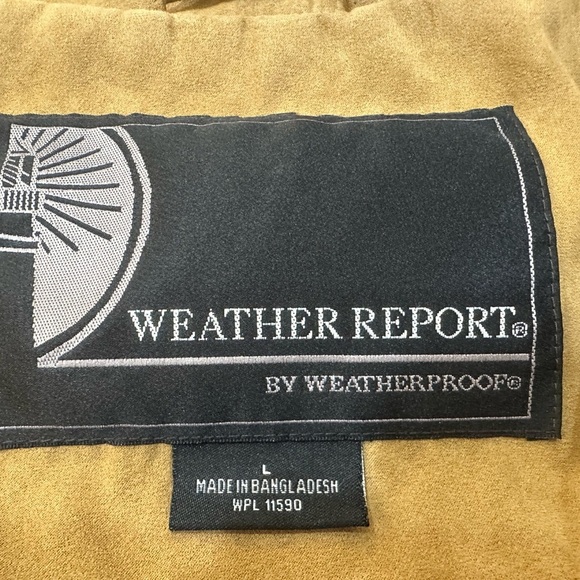 WEATHER REPORT®
BY WEATHERPROOF®
L
MADE IN BANGLADESH
WPL 11590